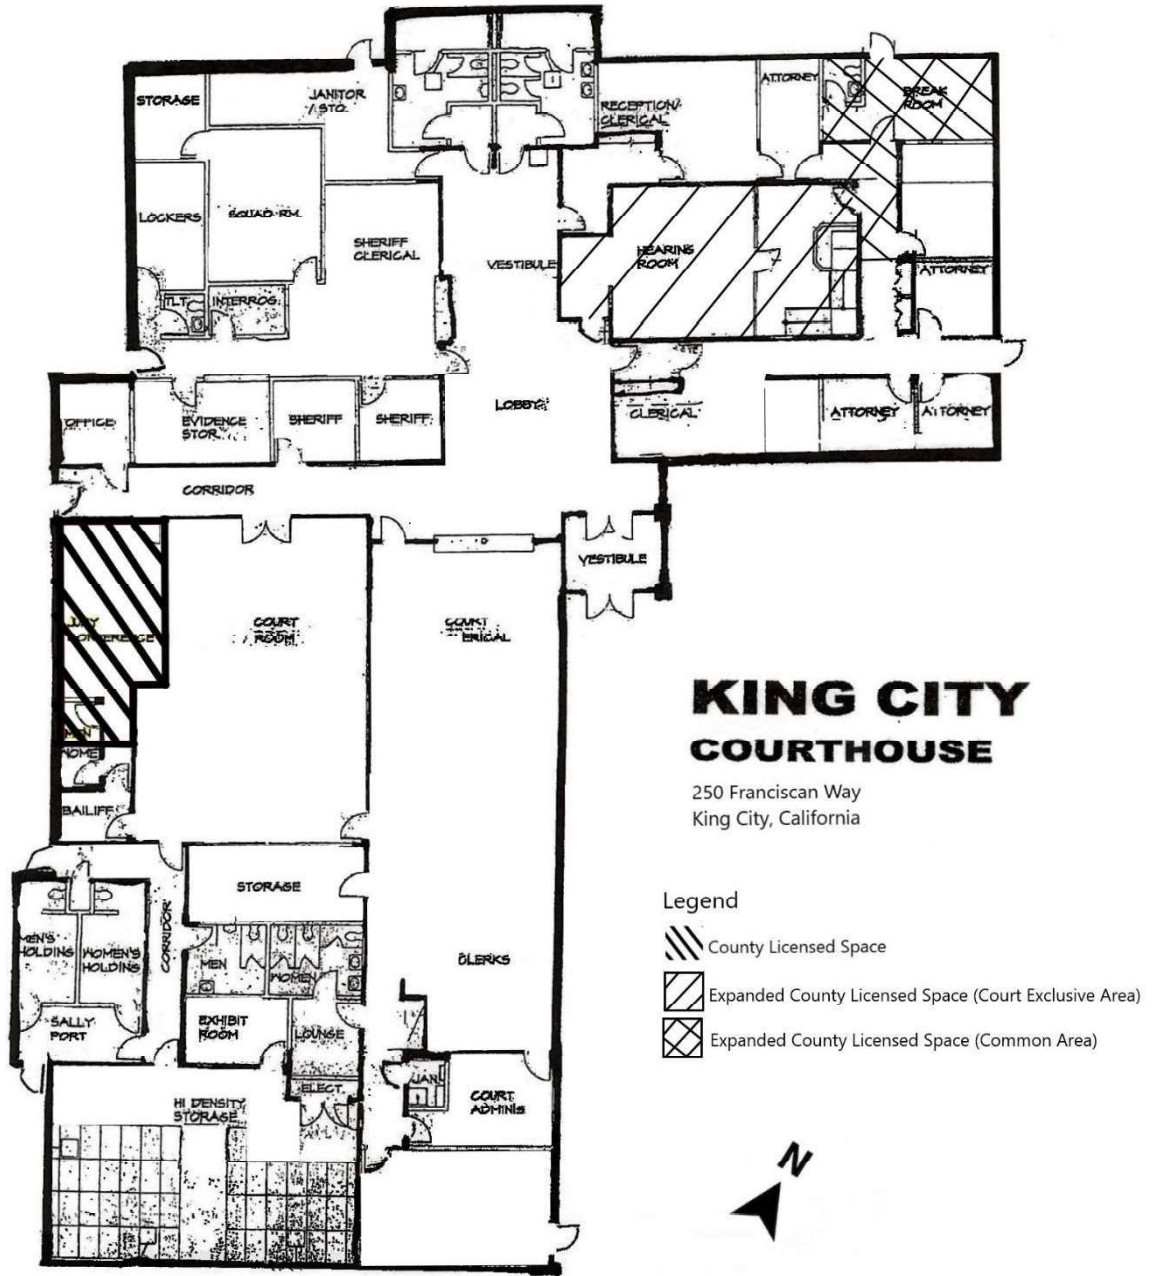 STORAGE
JANITOR
/ STO.
RECEPTION/
CLERICAL
ATTORNEY
BREAK
ROOM
LOCKERS
SQUAD RM.
SHERIFF
CLERICAL
VESTIBULE
HEARING
ROOM
ATTORNEY
TLT
INTERROG.
OFFICE
EVIDENCE
STOR.
SHERIFF
SHERIFF
LOBBY
CLERICAL
ATTORNEY
ATTORNEY
CORRIDOR
VESTIBULE
COURT
ROOM
COURT
ERICAL
MEN
WOME
BAILIFF
KING CITY
COURTHOUSE
250 Franciscan Way
King City, California
STORAGE
CORRIDOR
MEN'S
HOLDING
WOMEN'S
HOLDING
MEN
WOMEN
CLERKS
SALLY
PORT
EXHIBIT
ROOM
LOUNGE
ELECT.
JAN.
COURT
ADMINIS
HI DENSITY
STORAGE
Legend
County Licensed Space
Expanded County Licensed Space (Court Exclusive Area)
Expanded County Licensed Space (Common Area)
N